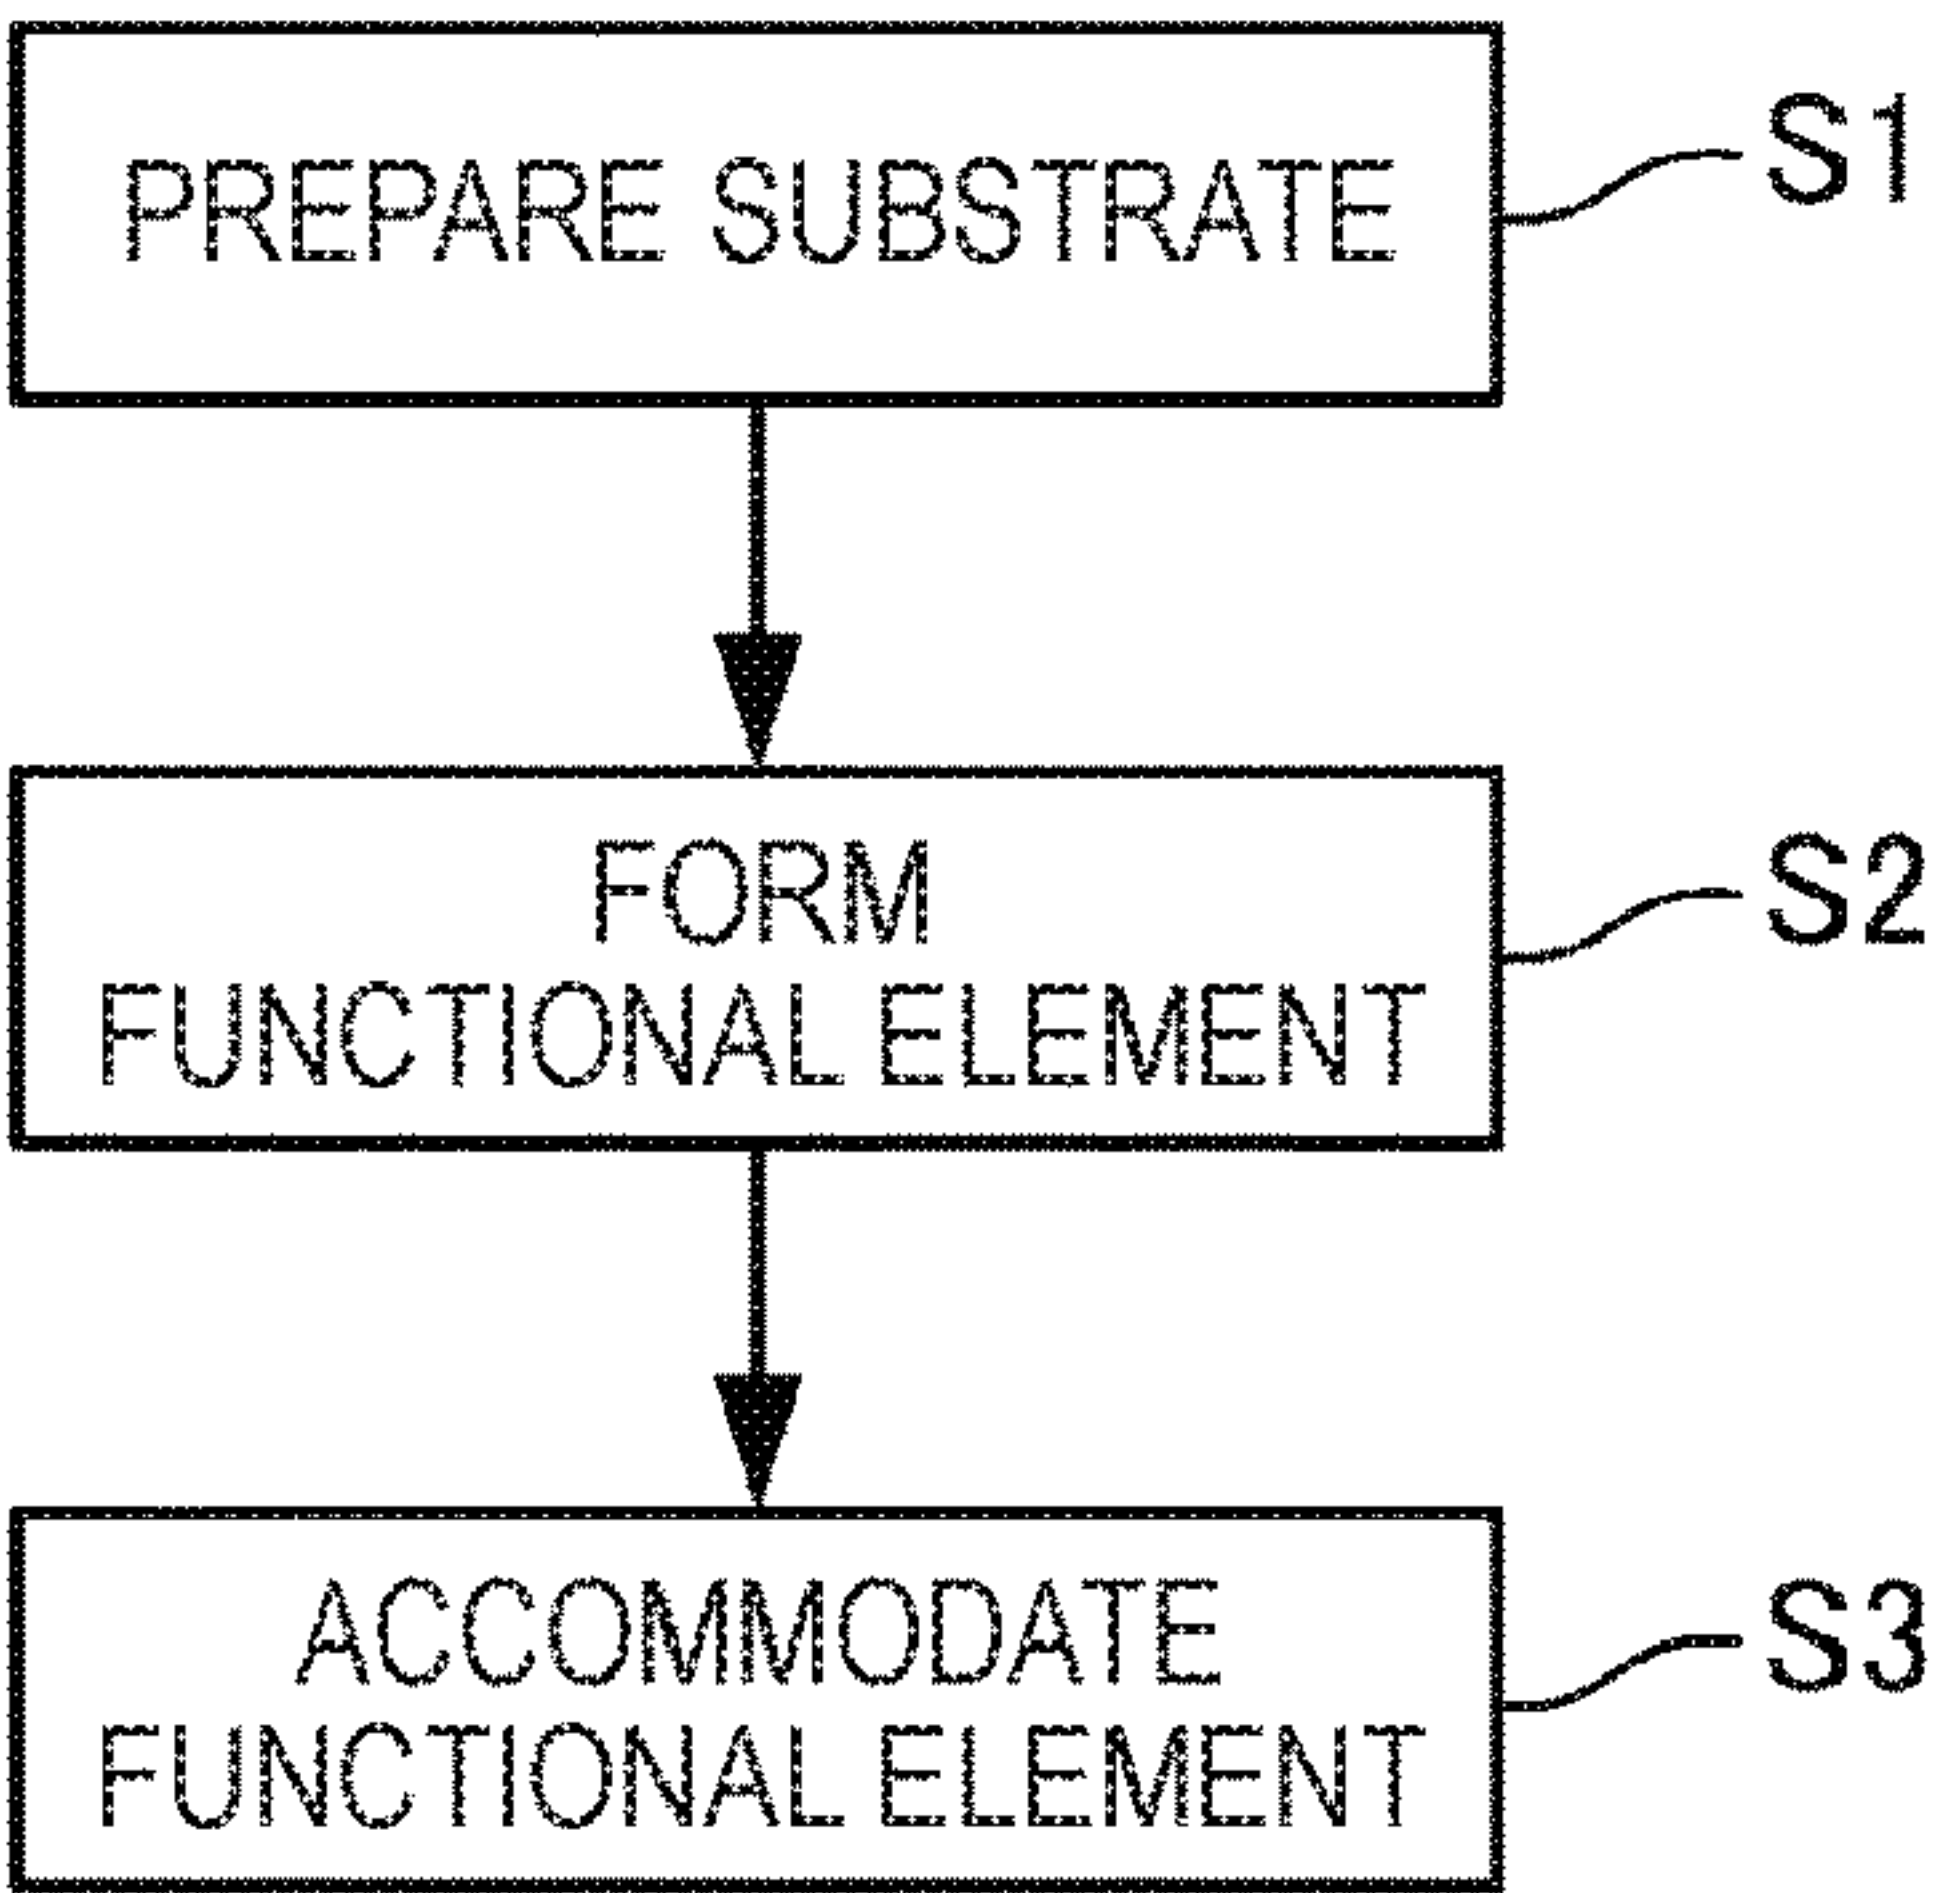 PREPARE SUBSTRATE
S1
FORM
FUNCTIONAL ELEMENT
S2
ACCOMMODATE
FUNCTIONAL ELEMENT
S3